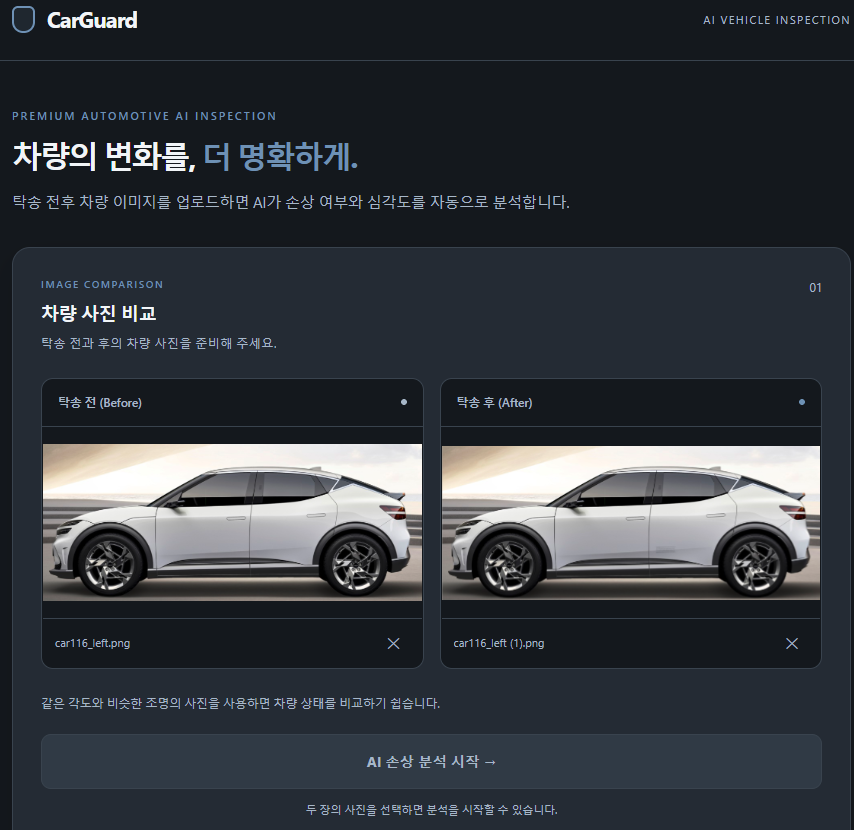 CarGuard
AI VEHICLE INSPECTION
PREMIUM AUTOMOTIVE AI INSPECTION
차량의 변화를, 더 명확하게.
탁송 전후 차량 이미지를 업로드하면 AI가 손상 여부와 심각도를 자동으로 분석합니다.
IMAGE COMPARISON
01
차량 사진 비교
탁송 전과 후의 차량 사진을 준비해 주세요.
탁송 전 (Before)
탁송 후 (After)
car116_left.png
car116_left (1).png
같은 각도와 비슷한 조명의 사진을 사용하면 차량 상태를 비교하기 쉽습니다.
AI 손상 분석 시작 →
두 장의 사진을 선택하면 분석을 시작할 수 있습니다.